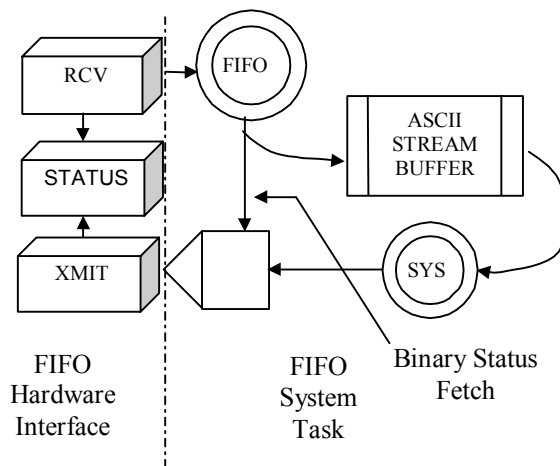 RCV
FIFO
STATUS
ASCII
STREAM
BUFFER
XMIT
SYS
FIFO
Hardware
Interface
FIFO
System
Task
Binary Status
Fetch